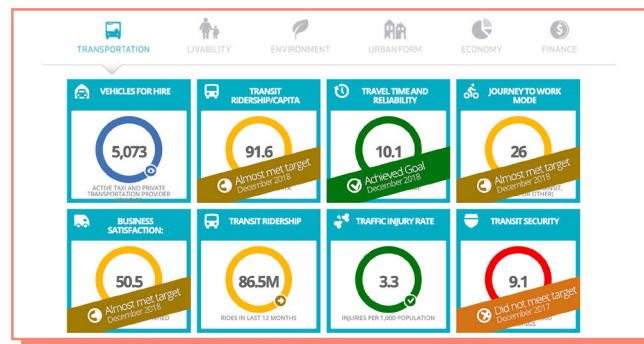 TRANSPORTATION
LIVABILITY
ENVIRONMENT
URBAN FORM
ECONOMY
FINANCE
VEHICLES FOR HIRE
5,073
ACTIVE TAXI AND PRIVATE
TRANSPORTATION PROVIDER
TRANSIT
RIDERSHIP/CAPITA
91.6
Almost met target
December 2018
TRAVEL TIME AND
RELIABILITY
10.1
Achieved Goal
December 2018
JOURNEY TO WORK
MODE
26
Almost met target
December 2018
OR OTHER)
BUSINESS
SATISFACTION:
50.5
Almost met target
December 2018
TRANSIT RIDERSHIP
86.5M
RIDES IN LAST 12 MONTHS
TRAFFIC INJURY RATE
3.3
INJURIES PER 1,000 POPULATION
TRANSIT SECURITY
9.1
Did not meet target
December 2017